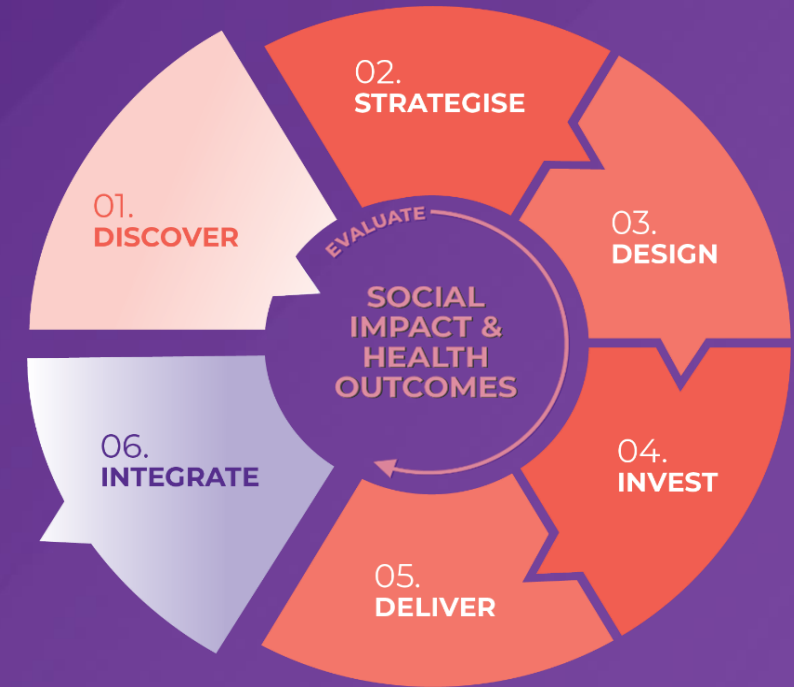 01.
DISCOVER
02.
STRATEGISE
03.
DESIGN
04.
INVEST
05.
DELIVER
06.
INTEGRATE
EVALUATE
SOCIAL
IMPACT &
HEALTH
OUTCOMES